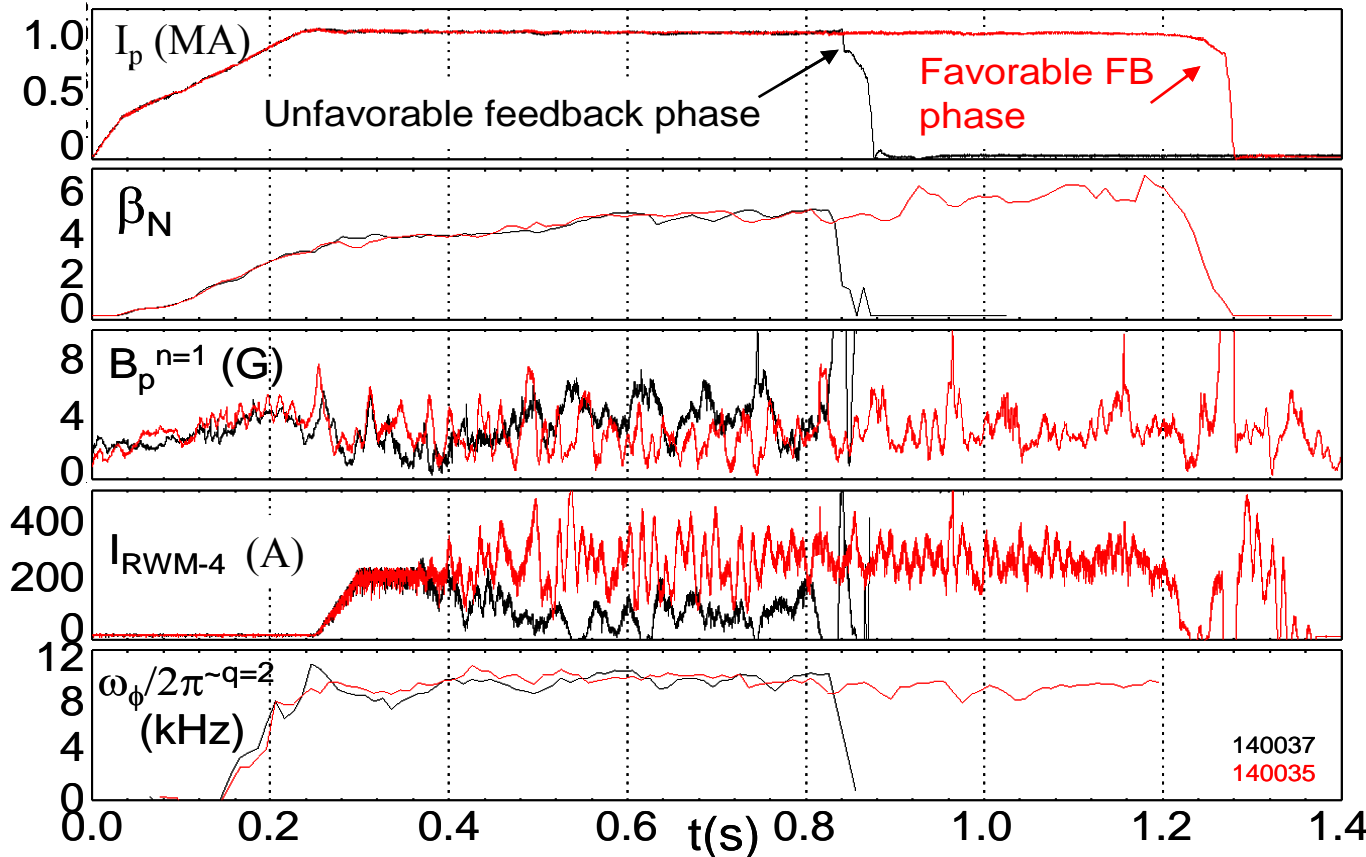 1.0
I_p (MA)
0.5
0
Unfavorable feedback phase
Favorable FB
phase
6
β_N
4
2
0
8
B_p^n=1 (G)
4
0
400
I_RWM-4 (A)
200
0
12
ω_ϕ/2π^~q=2
8
(kHz)
4
0
140037
140035
0.0 0.2 0.4 0.6 0.8 1.0 1.2 1.4
t(s)